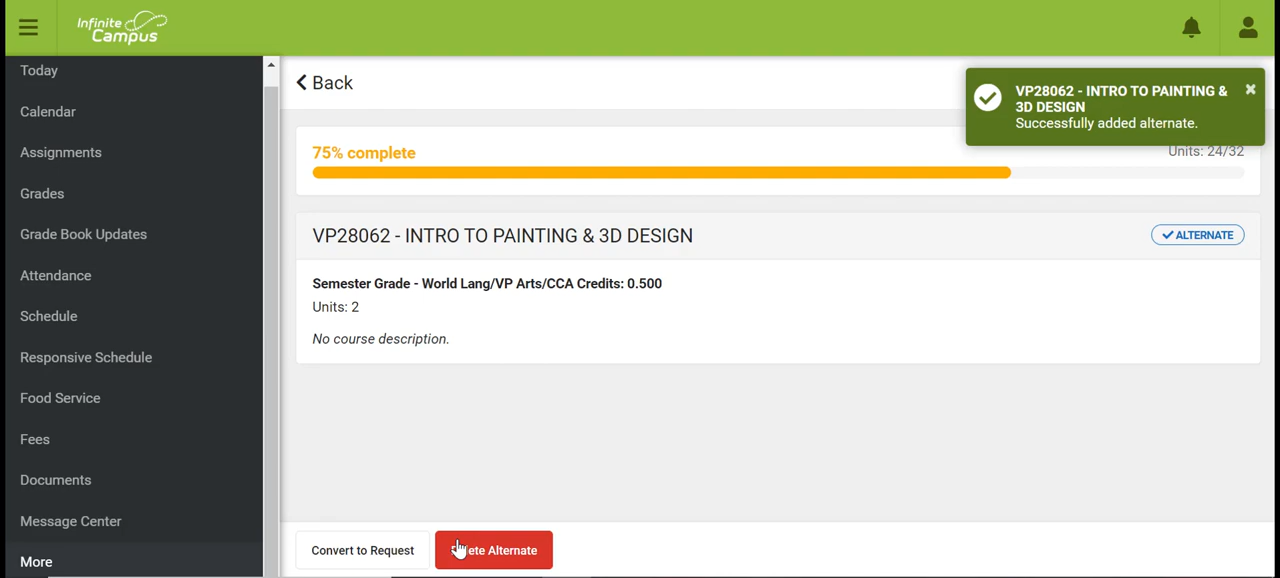 Infinite
Campus
Today
Calendar
Assignments
Grades
Grade Book Updates
Attendance
Schedule
Responsive Schedule
Food Service
Fees
Documents
Message Center
More
Back
VP28062 - INTRO TO PAINTING &
3D DESIGN
Successfully added alternate.
75% complete
Units: 24/32
VP28062 - INTRO TO PAINTING & 3D DESIGN
ALTERNATE
Semester Grade - World Lang/VP Arts/CCA Credits: 0.500
Units: 2
No course description.
Convert to Request
Alternate